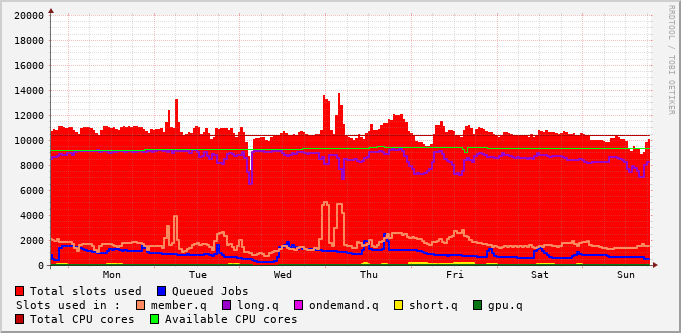 RRDTOOL / TOBI OETIKER
20000
18000
16000
14000
12000
10000
8000
6000
4000
2000
0
Mon Tue Wed Thu Fri Sat Sun
Total slots used Queued Jobs
Slots used in : member.q long.q ondemand.q short.q gpu.q
Total CPU cores Available CPU cores